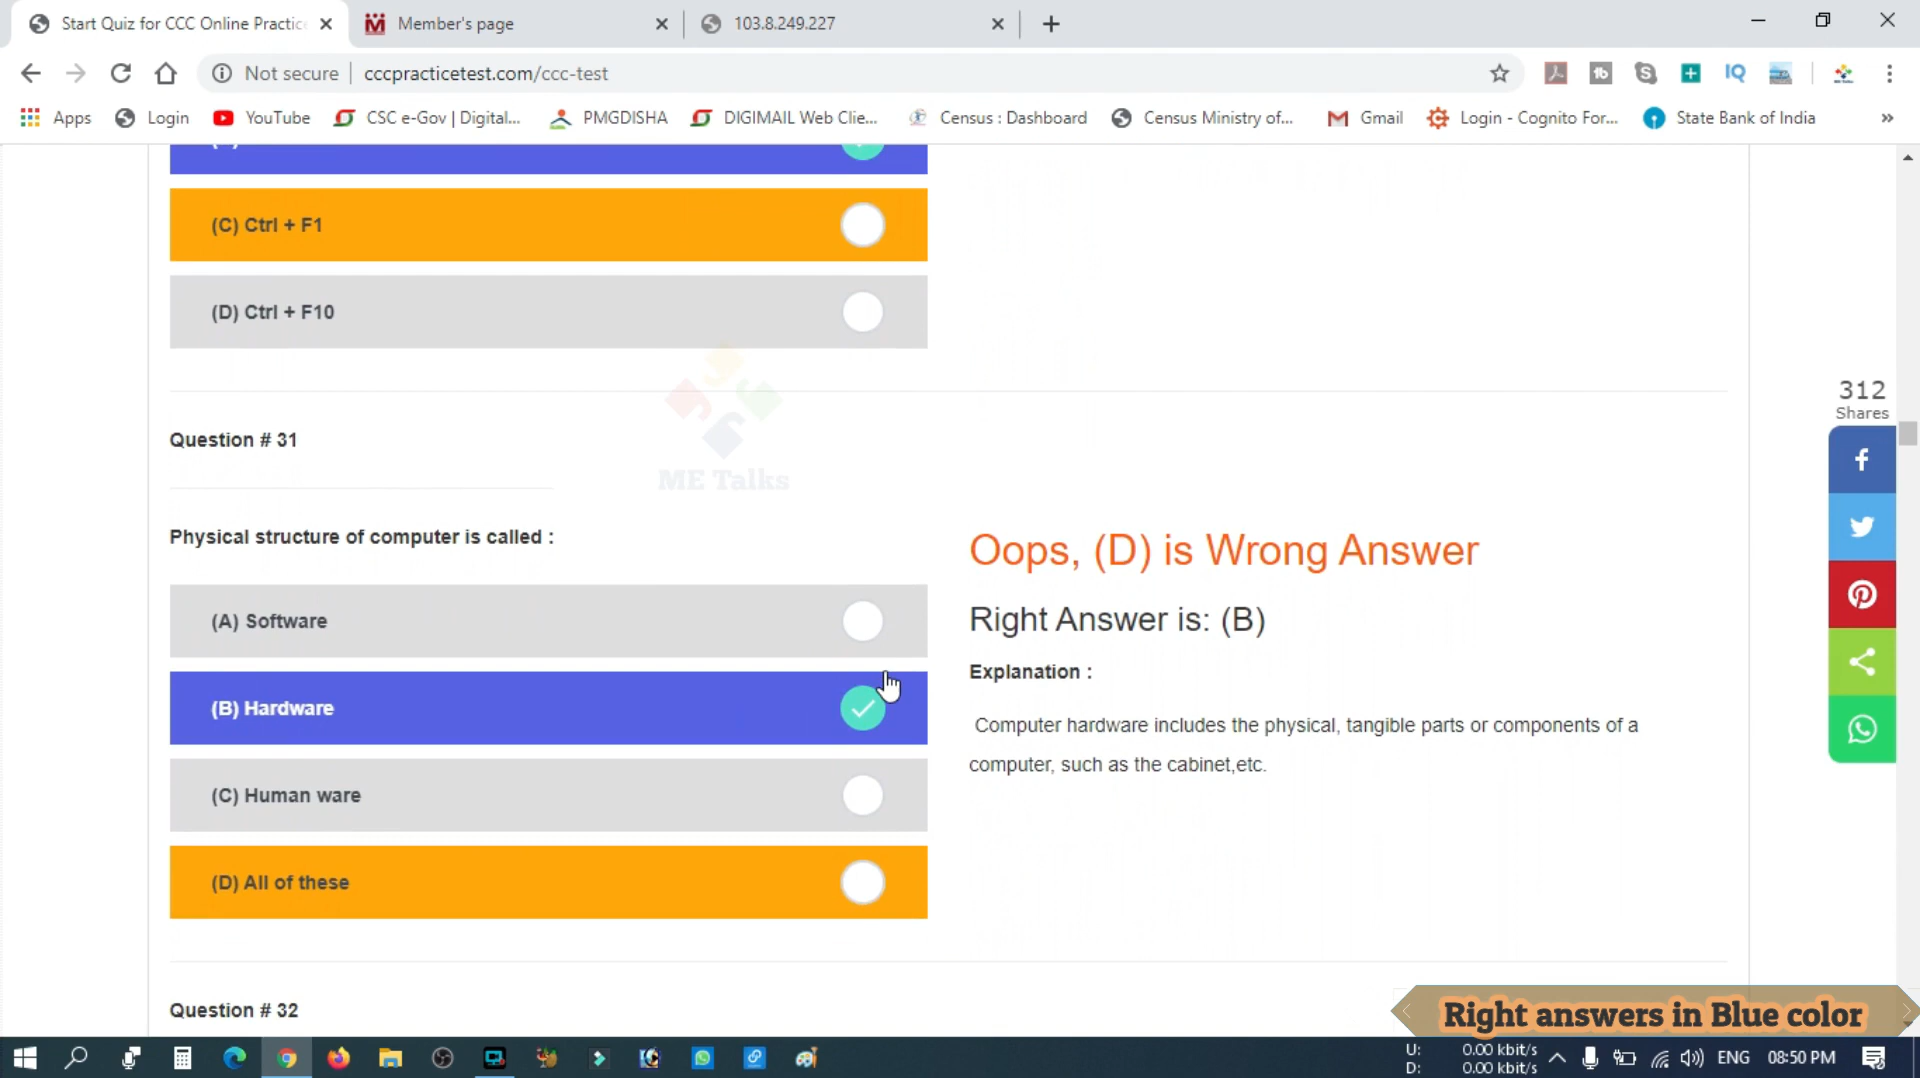 Start Quiz for CCC Online Practice
Member's page
103.8.249.227
Not secure
cccpracticetest.com/ccc-test
Apps
Login
YouTube
CSC e-Gov | Digital...
PMGDISHA
DIGIMAIL Web Clie...
Census : Dashboard
Census Ministry of...
Gmail
Login - Cognito For...
State Bank of India
(C) Ctrl + F1
(D) Ctrl + F10
ME Talks
312
Shares
Question # 31
Physical structure of computer is called :
(A) Software
(B) Hardware
(C) Human ware
(D) All of these
Oops, (D) is Wrong Answer
Right Answer is: (B)
Explanation :
Computer hardware includes the physical, tangible parts or components of a
computer, such as the cabinet,etc.
Question # 32
Right answers in Blue color
U: 0.00 kbit/s
D: 0.00 kbit/s
ENG
08:50 PM